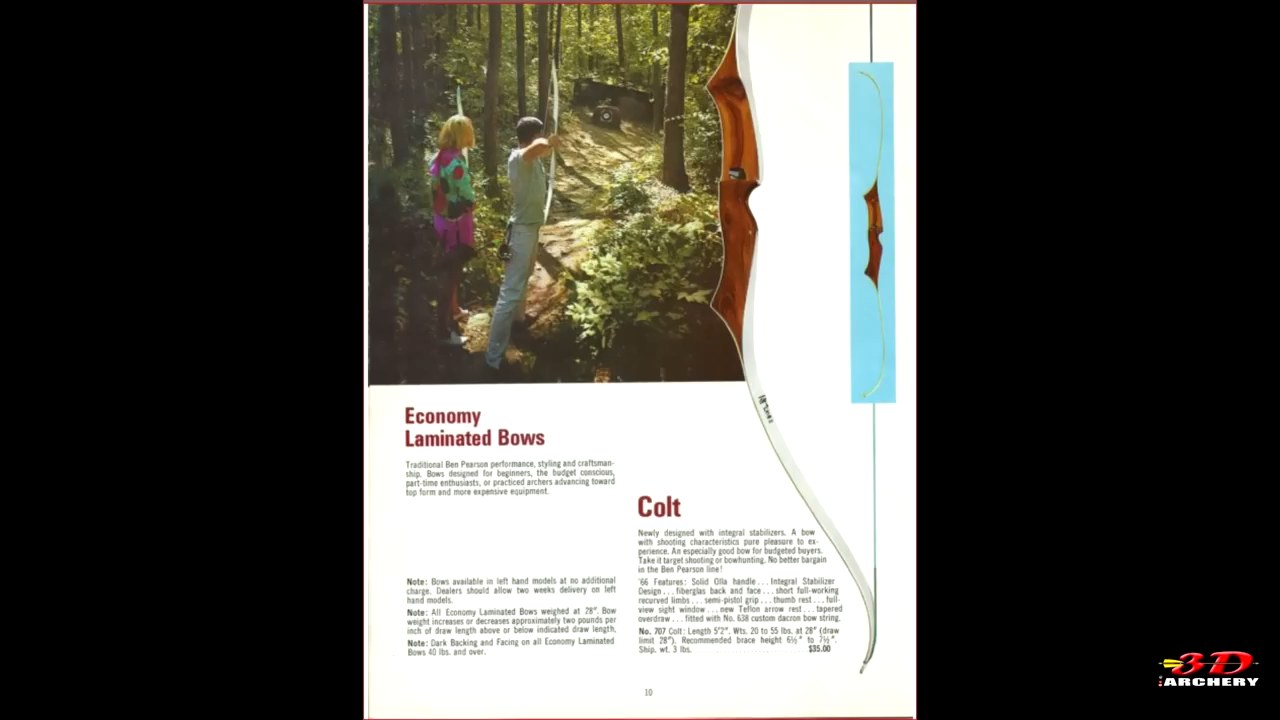 Economy
Laminated Bows
Traditional Ben Pearson performance, styling and craftsman-
ship. Bows designed for beginners, the budget conscious,
part-time enthusiasts, or practiced archers advancing toward
top form and more expensive equipment.
Note: Bows available in left hand models at no additional
charge. Dealers should allow two weeks delivery on left
hand models.
Note: All Economy Laminated Bows weighed at 28". Bow
weight increases or decreases approximately two pounds per
inch of draw length above or below indicated draw length.
Note: Dark Backing and Facing on all Economy Laminated
Bows 40 lbs. and over.
Colt
Newly designed with integral stabilizers. A bow
with shooting characteristics pure pleasure to ex-
perience. An especially good bow for budgeted buyers.
Take it target shooting or bowhunting. No better bargain
in the Ben Pearson line!
'66 Features: Solid Olla handle . . . Integral Stabilizer
Design . . . fiberglass back and face . . . short full-working
recurved limbs . . . semi-pistol grip . . . thumb rest . . . full-
view sight window . . . new Teflon arrow rest . . . tapered
overdraw . . . fitted with No. 638 custom dacron bow string.
No. 707 Colt: Length 5'2". Wts. 20 to 55 lbs. at 28" (draw
limit 28"). Recommended brace height 6½" to 7½".
Ship. wt. 3 lbs. . . . . . . . . . . . . . . . $35.00
10
3D
ARCHERY